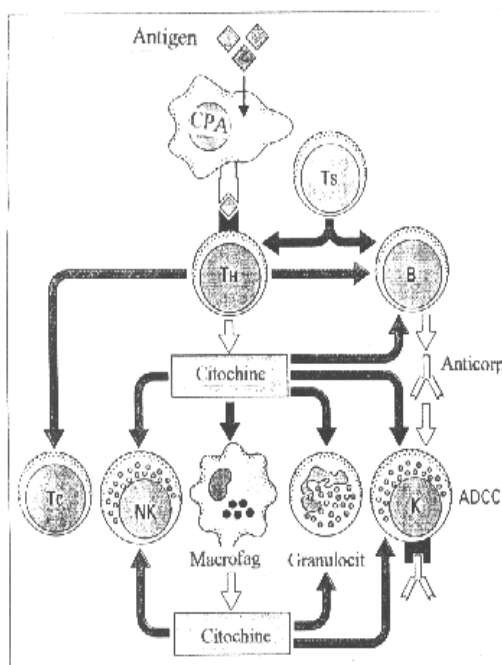 Antigen
CPA
Ts
TH
B
Citochine
Anticorp
Tc
NK
K
ADCC
Macrofag
Granulocit
Citochine